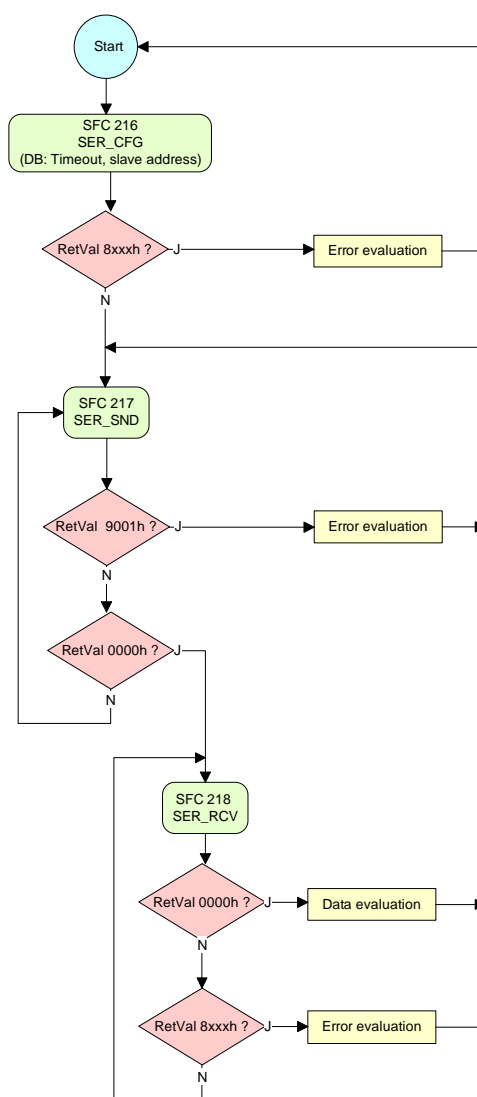 Start
SFC 216
SER_CFG
(DB: Timeout, slave address)
RetVal 8xxxh ?
J
Error evaluation
N
SFC 217
SER_SND
RetVal 9001h ?
J
Error evaluation
N
RetVal 0000h ?
J
N
SFC 218
SER_RCV
RetVal 0000h ?
J
Data evaluation
N
RetVal 8xxxh ?
J
Error evaluation
N